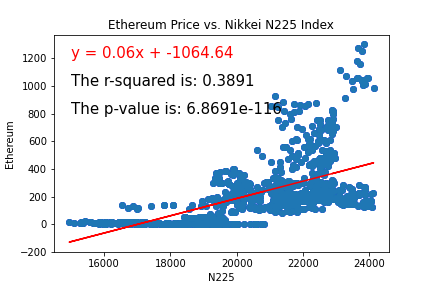 Ethereum Price vs. Nikkei N225 Index
y = 0.06x + -1064.64
The r-squared is: 0.3891
The p-value is: 6.8691e-116
1200
1000
800
600
400
200
0
−200
Ethereum
16000 18000 20000 22000 24000
N225